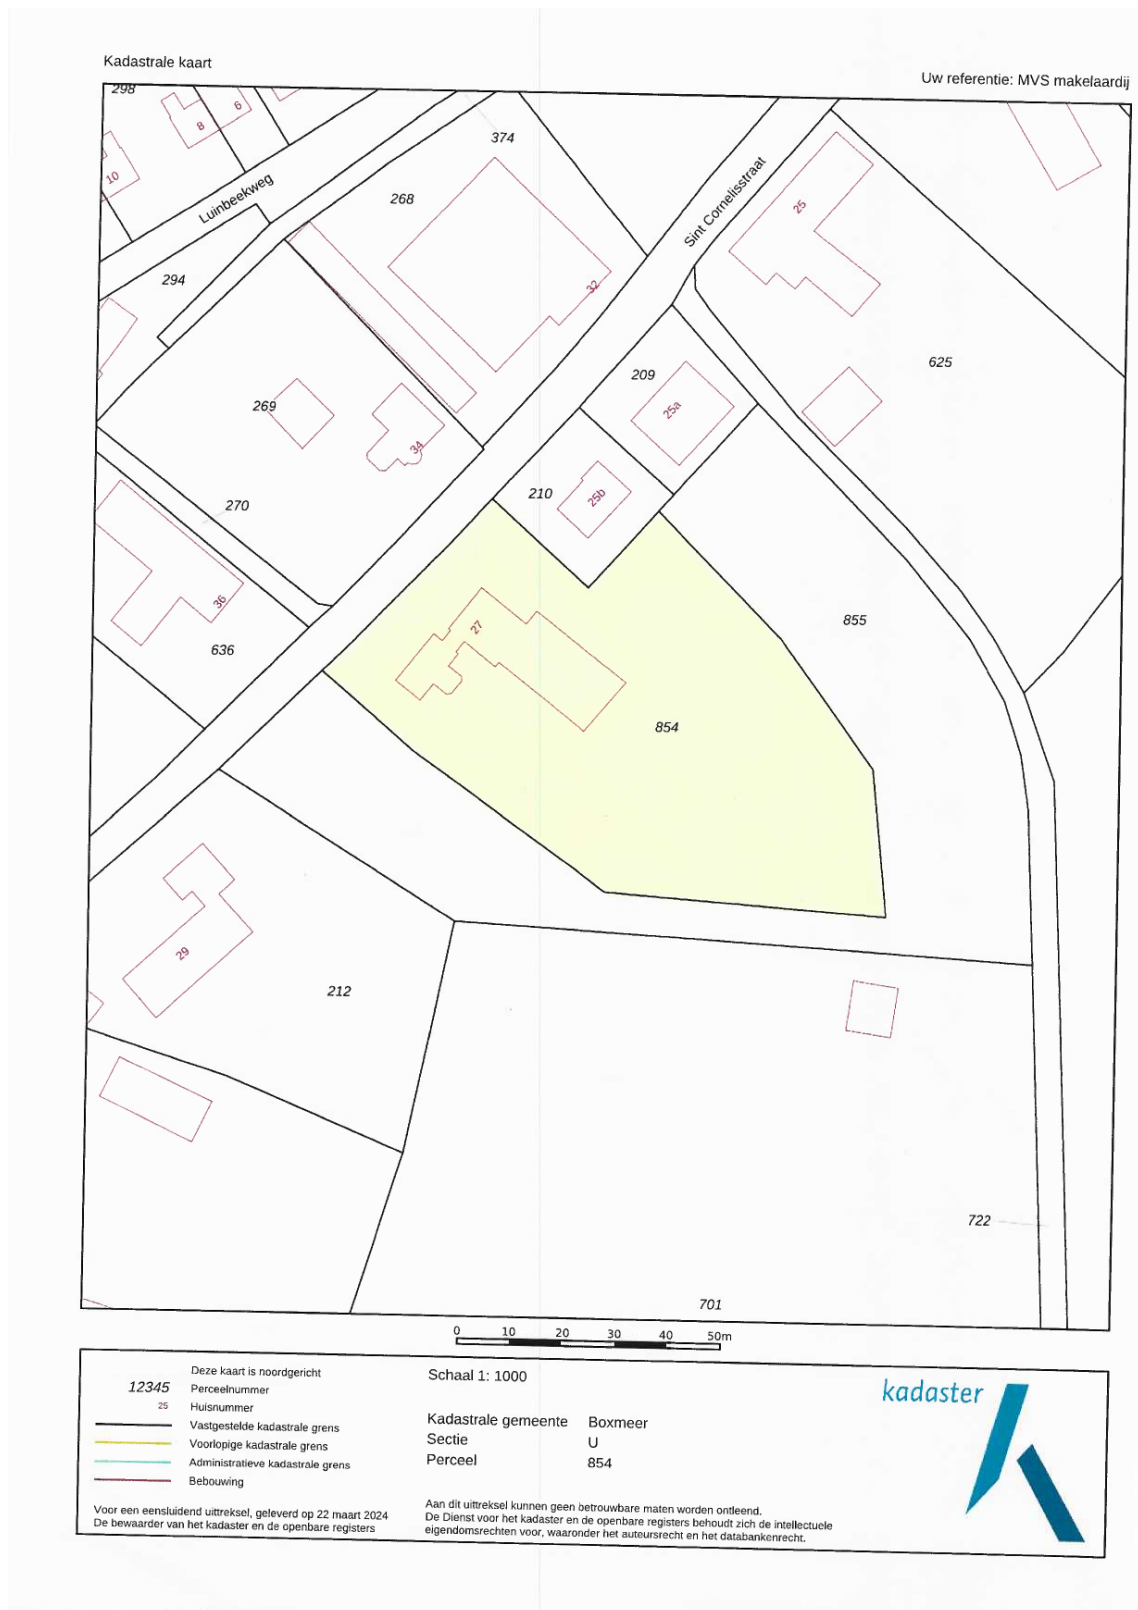 Kadastrale kaart
Uw referentie: MVS makelaardij
298
6
8
10
374
Luinbeekweg
268
Sint Cornelisstraat
25
294
32
625
209
269
25a
34
210
25b
270
36
855
27
636
854
29
212
722
701
0 10 20 30 40 50m
Deze kaart is noordgericht
12345 Perceelnummer
25 Huisnummer
Vastgestelde kadastrale grens
Voorlopige kadastrale grens
Administratieve kadastrale grens
Bebouwing
Voor een eensluidend uittreksel, geleverd op 22 maart 2024
De bewaarder van het kadaster en de openbare registers
Schaal 1: 1000
Kadastrale gemeente Boxmeer
Sectie U
Perceel 854
Aan dit uittreksel kunnen geen betrouwbare maten worden ontleend.
De Dienst voor het kadaster en de openbare registers behoudt zich de intellectuele
eigendomsrechten voor, waaronder het auteursrecht en het databankenrecht.
kadaster